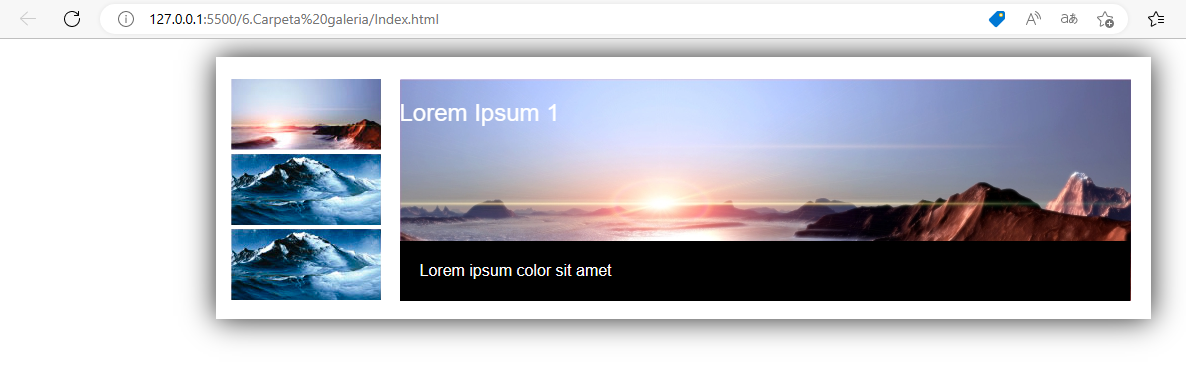 127.0.0.1:5500/6.Carpeta%20galeria/Index.html
Lorem Ipsum 1
Lorem ipsum color sit amet